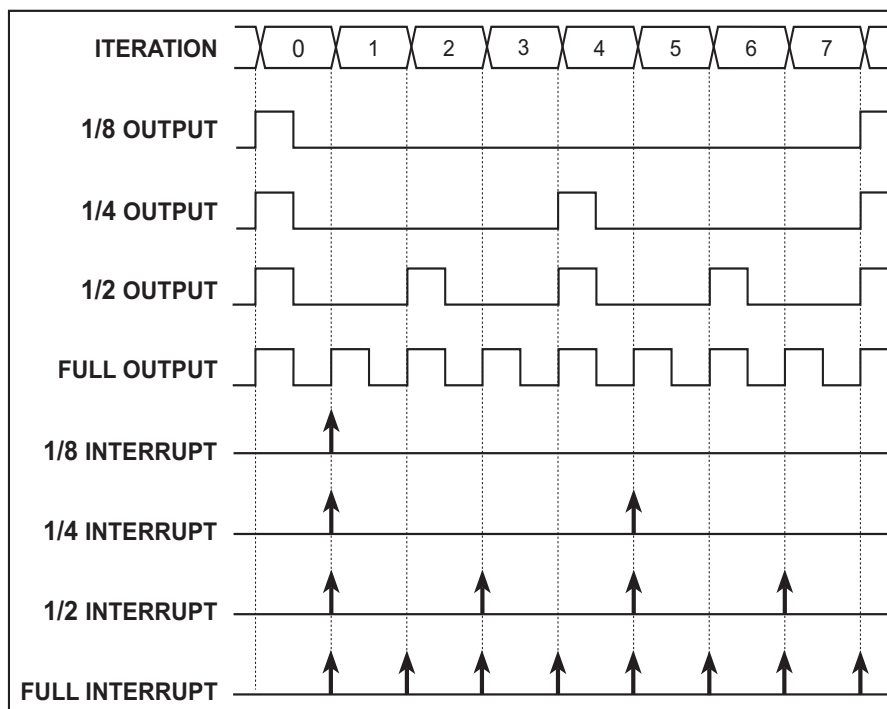 ITERATION 0 1 2 3 4 5 6 7
1/8 OUTPUT
1/4 OUTPUT
1/2 OUTPUT
FULL OUTPUT
1/8 INTERRUPT
1/4 INTERRUPT
1/2 INTERRUPT
FULL INTERRUPT